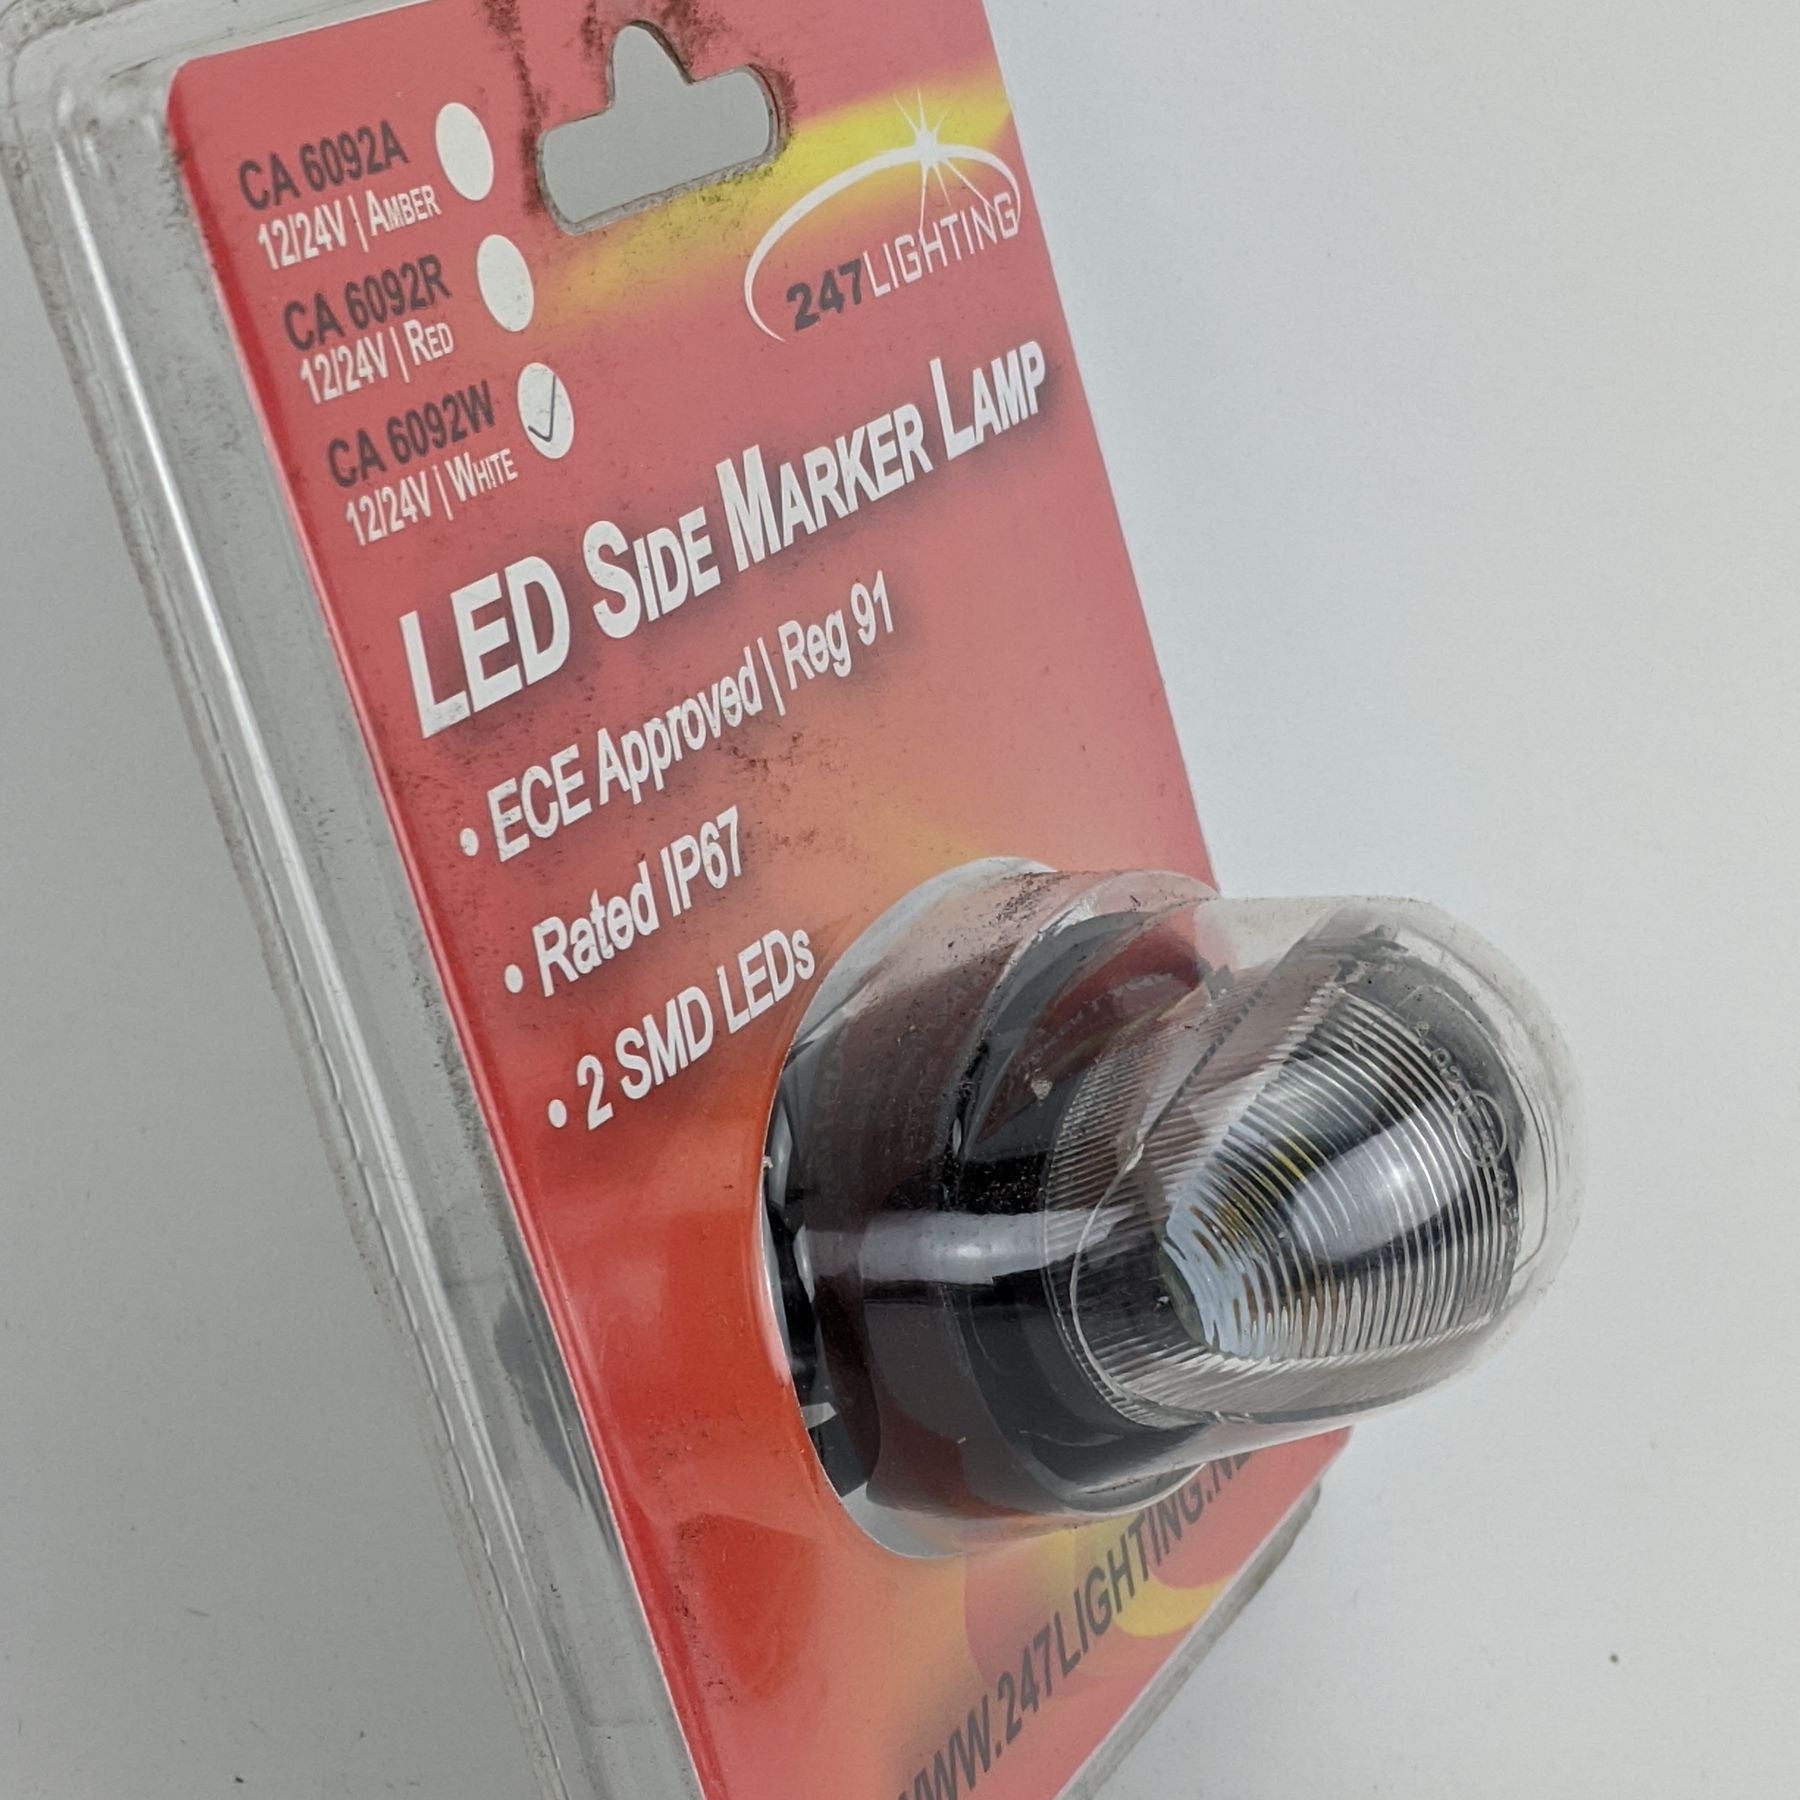 CA 6092A
12/24V | AMBER
CA 6092R
12/24V | RED
CA 6092W
12/24V | WHITE
247LIGHTING
LED SIDE MARKER LAMP
• ECE Approved | Reg 91
• Rated IP67
• 2 SMD LEDs
WWW.247LIGHTING.NL